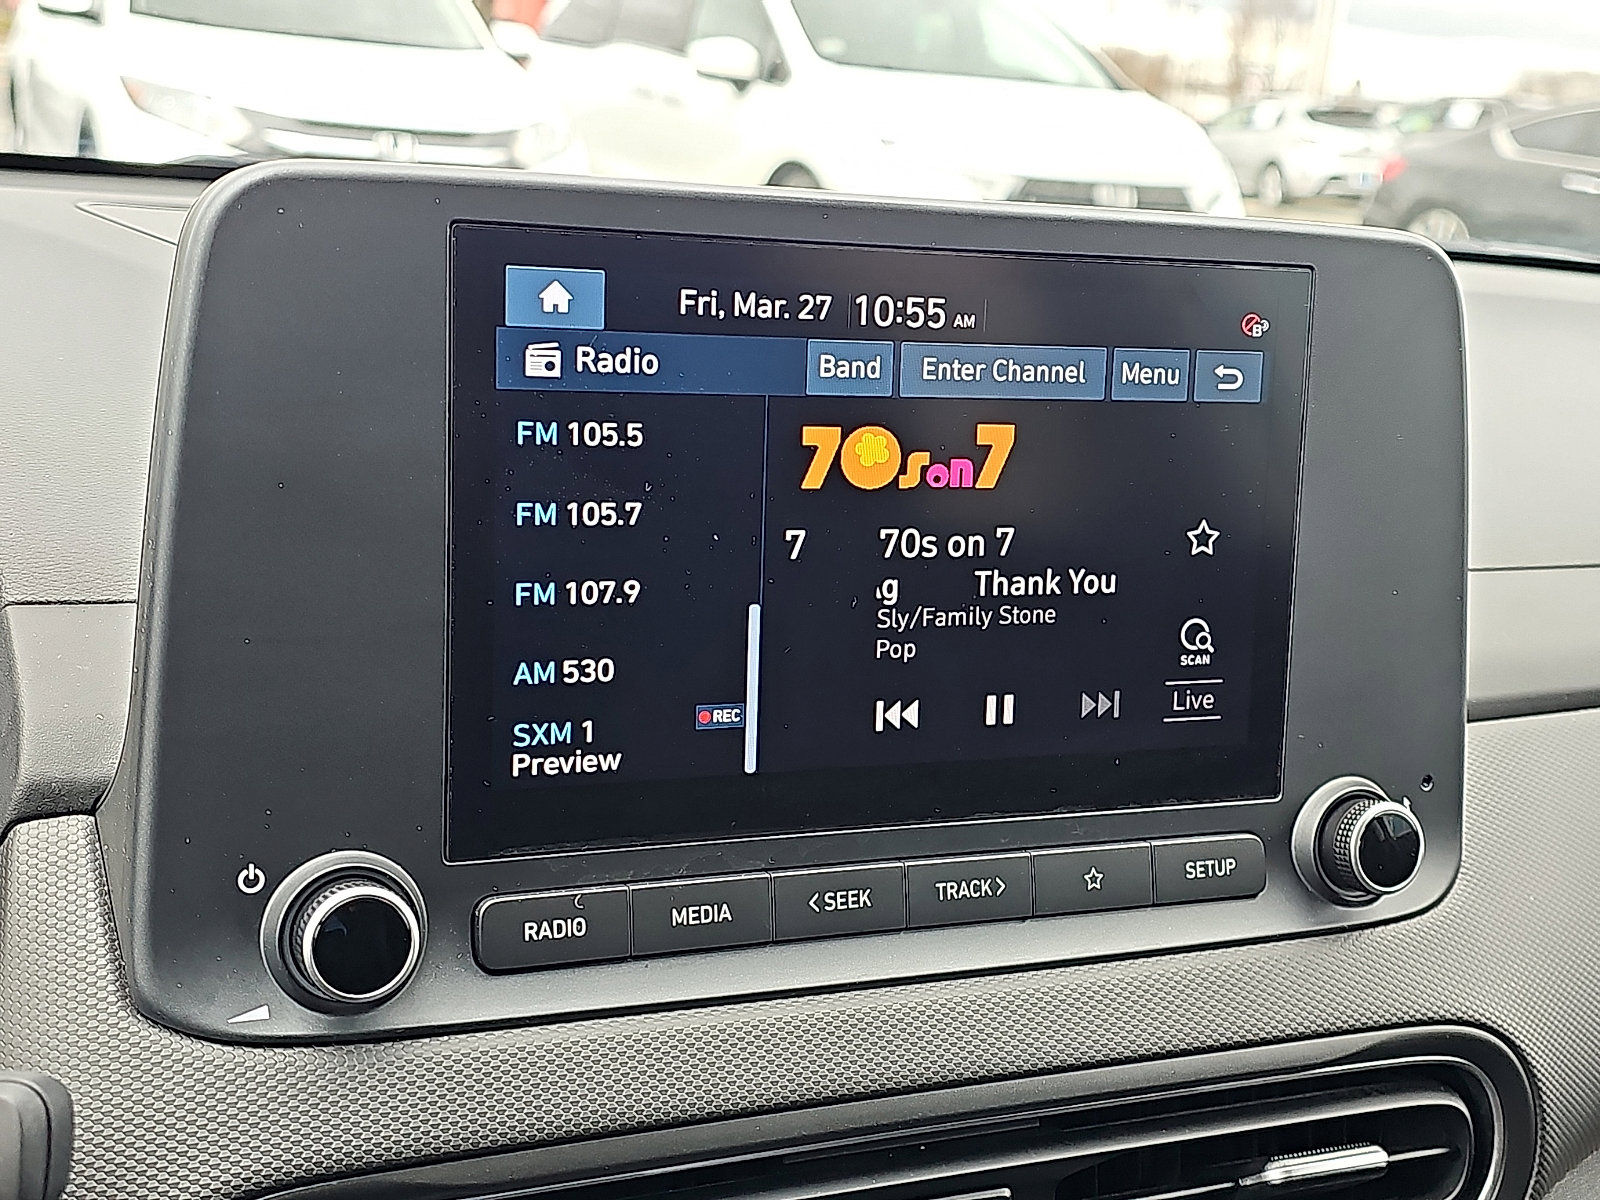 Fri, Mar. 27 10:55 AM
B
Radio Band Enter Channel Menu
FM 105.5
FM 105.7
FM 107.9
AM 530
SXM 1
Preview
REC
70s on 7
7 70s on 7
g Thank You
Sly/Family Stone
Pop
SCAN
Live
RADIO MEDIA <SEEK TRACK> SETUP